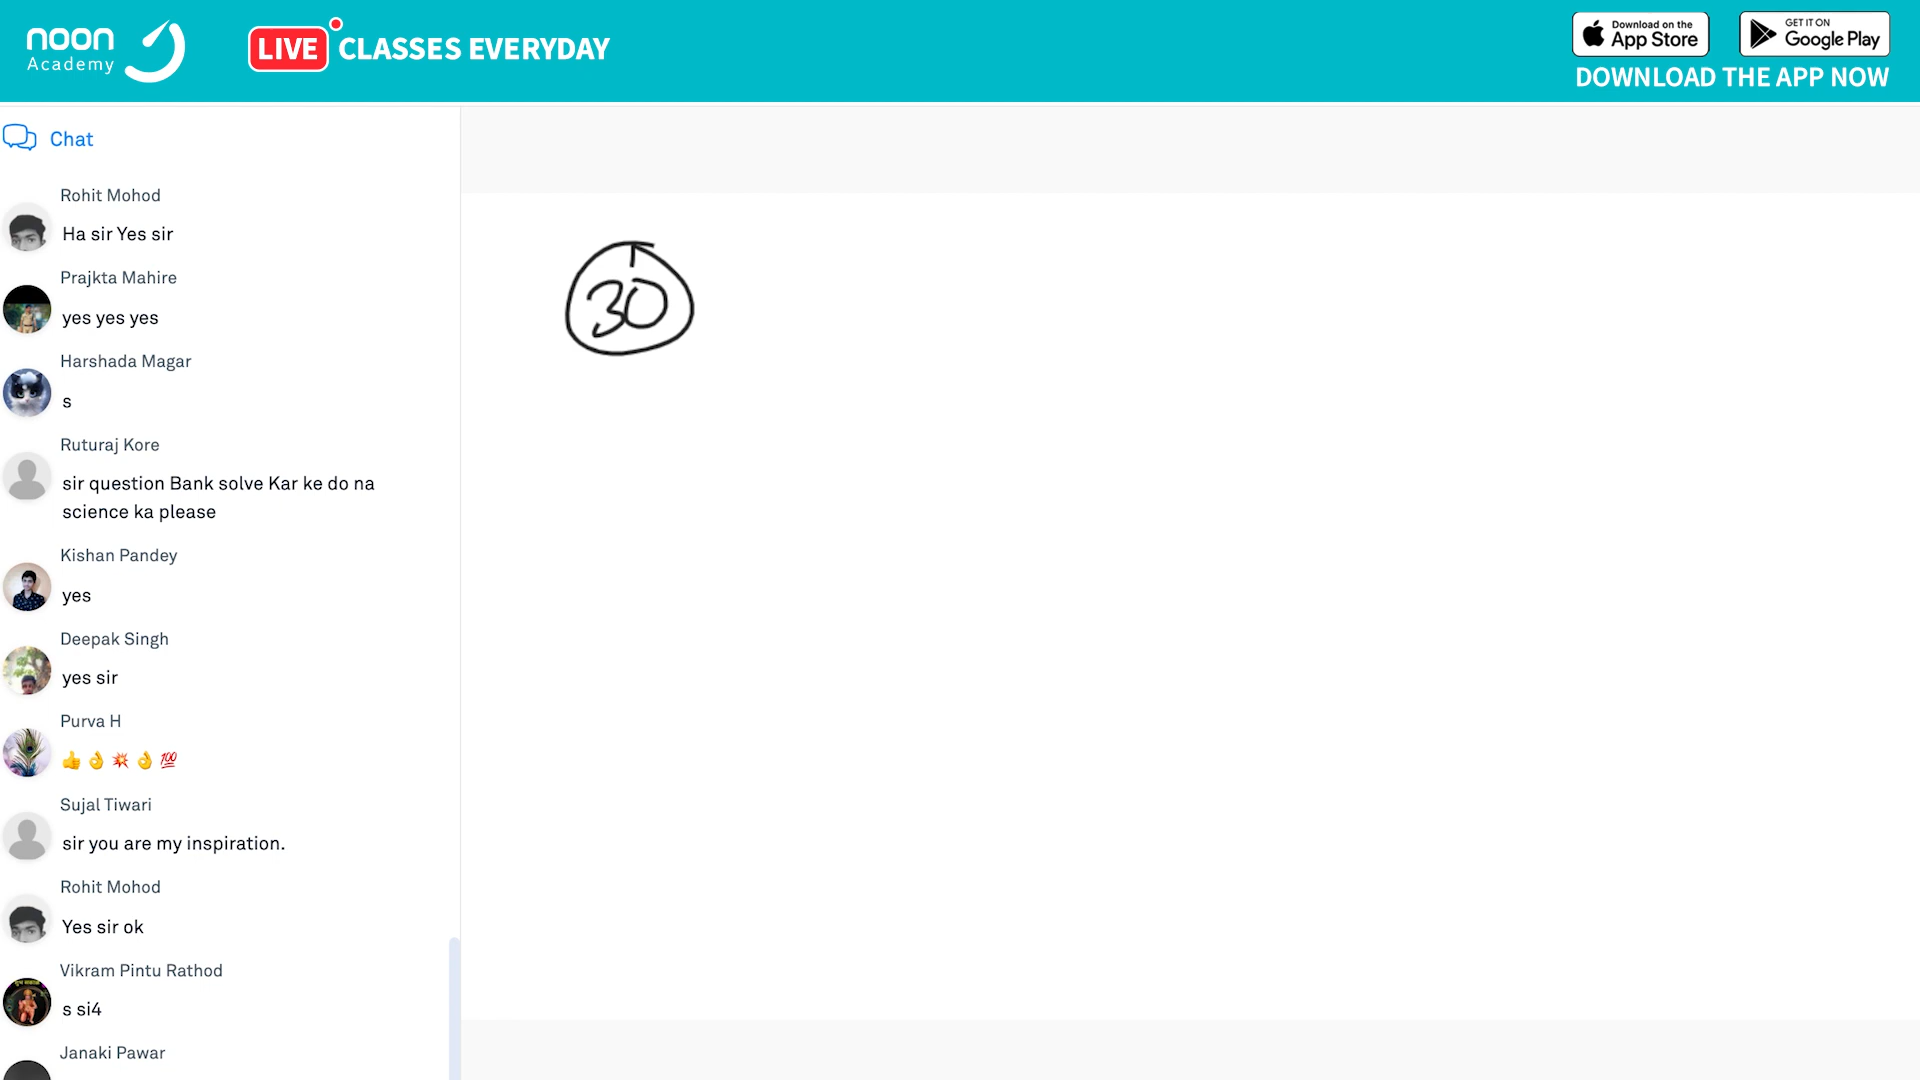 noon
Academy
LIVE CLASSES EVERYDAY
Download on the
App Store
GET IT ON
Google Play
DOWNLOAD THE APP NOW
Chat
Rohit Mohod
Ha sir Yes sir
Prajkta Mahire
yes yes yes
Harshada Magar
s
Ruturaj Kore
sir question Bank solve Kar ke do na
science ka please
Kishan Pandey
yes
Deepak Singh
yes sir
Purva H
👍 👌 💥 👌 💯
Sujal Tiwari
sir you are my inspiration.
Rohit Mohod
Yes sir ok
Vikram Pintu Rathod
s si4
Janaki Pawar
30